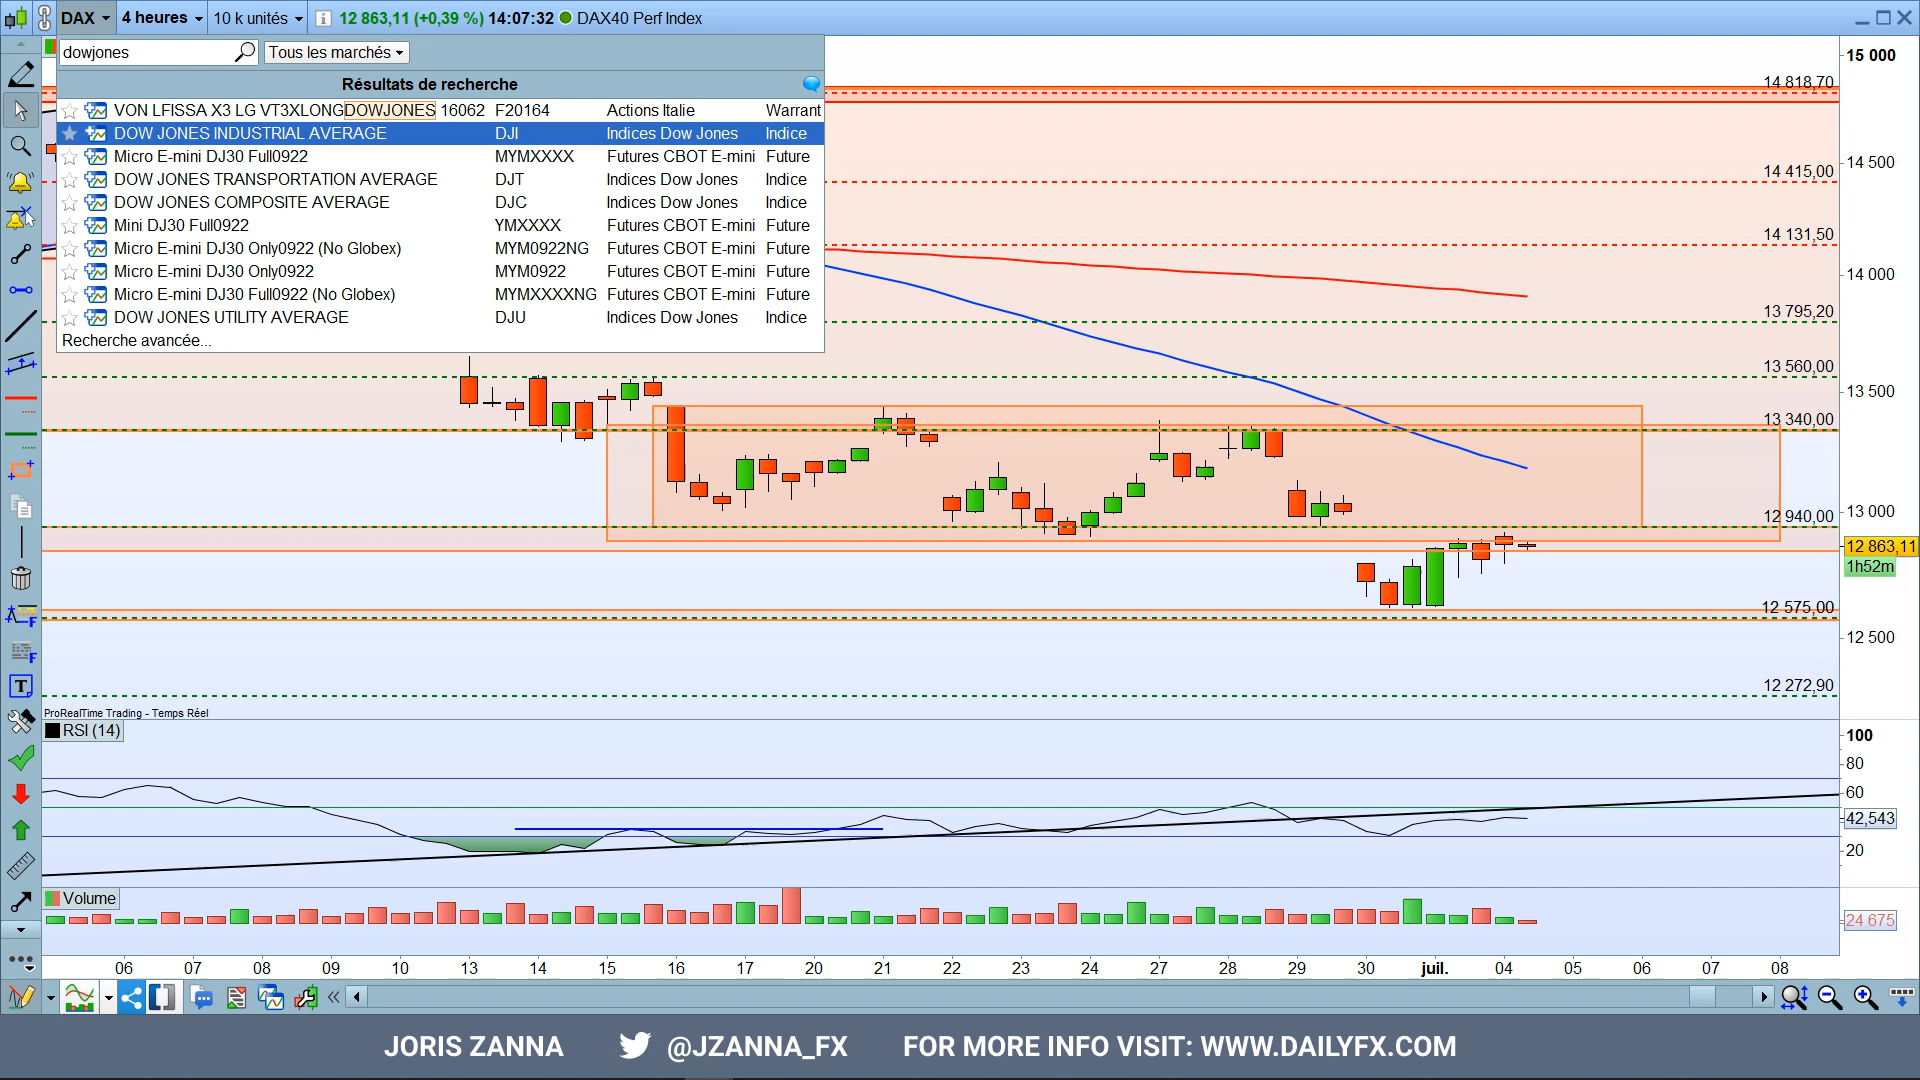 DAX 4 heures 10 k unités 12 863,11 (+0,39 %) 14:07:32 DAX40 Perf Index
dowjones Tous les marchés
Résultats de recherche
VON LFISSA X3 LG VT3XLONGDOWJONES 16062 F20164 Actions Italie Warrant
DOW JONES INDUSTRIAL AVERAGE DJI Indices Dow Jones Indice
Micro E-mini DJ30 Full0922 MYMXXXX Futures CBOT E-mini Future
DOW JONES TRANSPORTATION AVERAGE DJT Indices Dow Jones Indice
DOW JONES COMPOSITE AVERAGE DJC Indices Dow Jones Indice
Mini DJ30 Full0922 YMXXXX Futures CBOT E-mini Future
Micro E-mini DJ30 Only0922 (No Globex) MYM0922NG Futures CBOT E-mini Future
Micro E-mini DJ30 Only0922 MYM0922 Futures CBOT E-mini Future
Micro E-mini DJ30 Full0922 (No Globex) MYMXXXXNG Futures CBOT E-mini Future
DOW JONES UTILITY AVERAGE DJU Indices Dow Jones Indice
Recherche avancée...
15 000
14 818,70
14 500
14 415,00
14 131,50
14 000
13 795,20
13 560,00
13 500
13 340,00
13 000
12 940,00
12 863,11
1h52m
12 575,00
12 500
12 272,90
ProRealTime Trading - Temps Réel
RSI (14)
100
80
60
42,543
20
Volume
24 675
06 07 08 09 10 13 14 15 16 17 20 21 22 23 24 27 28 29 30 juil. 04 05 06 07 08
JORIS ZANNA @JZANNA_FX FOR MORE INFO VISIT: WWW.DAILYFX.COM